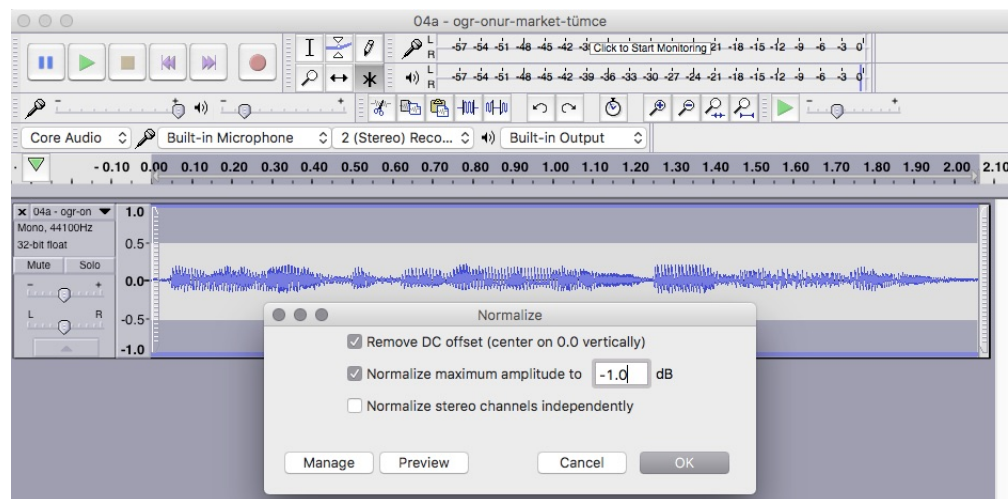 04a - ogr-onur-market-tümce
L
R
-57 -54 -51 -48 -45 -42 -3 Click to Start Monitoring 21 -18 -15 -12 -9 -6 -3 0
L
R
-57 -54 -51 -48 -45 -42 -39 -36 -33 -30 -27 -24 -21 -18 -15 -12 -9 -6 -3 0
Core Audio Built-in Microphone 2 (Stereo) Reco... Built-in Output
- 0.10 0.00 0.10 0.20 0.30 0.40 0.50 0.60 0.70 0.80 0.90 1.00 1.10 1.20 1.30 1.40 1.50 1.60 1.70 1.80 1.90 2.00 2.10
x 04a - ogr-on 1.0
Mono, 44100Hz
32-bit float
0.5
Mute Solo
- + 0.0
L R
-0.5
-1.0
Normalize
Remove DC offset (center on 0.0 vertically)
Normalize maximum amplitude to -1.0 dB
Normalize stereo channels independently
Manage Preview Cancel OK